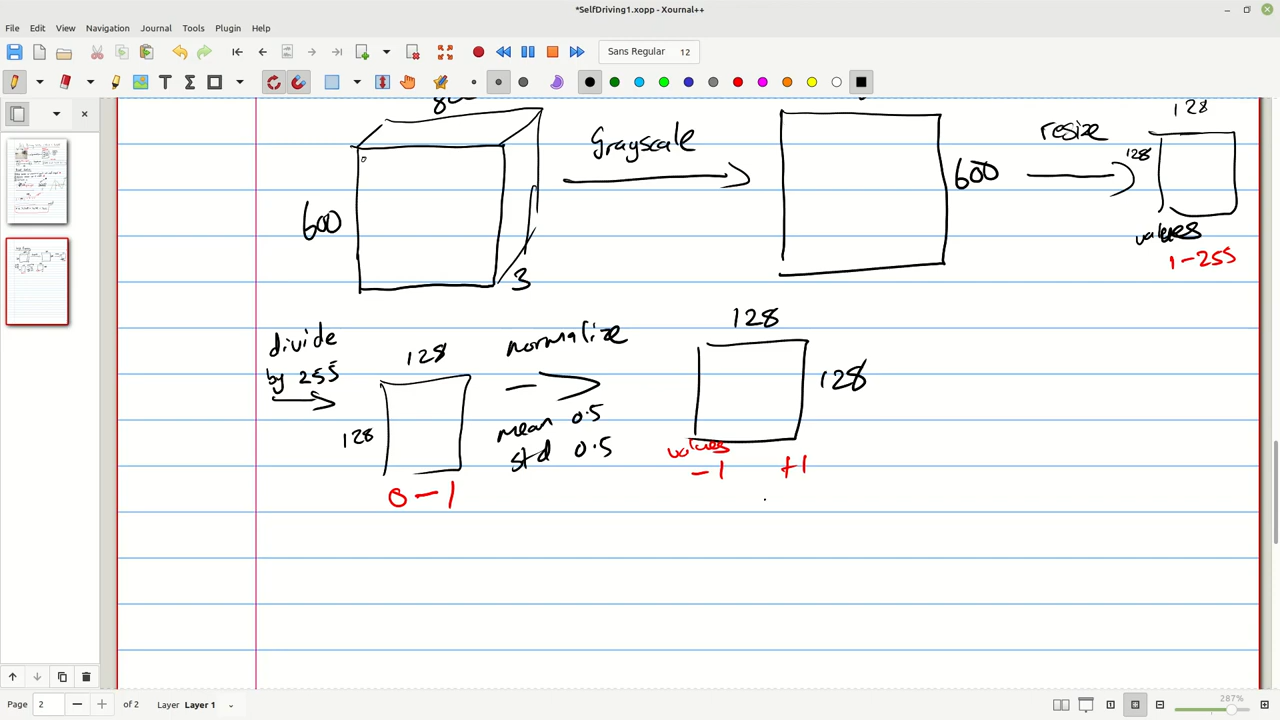 *SelfDriving1.xopp - Xournal++
File Edit View Navigation Journal Tools Plugin Help
Sans Regular 12
Grayscale
600
3
600
resize
128
128
values
1-255
divide
by 255
128
128
0 - 1
normalize
mean 0.5
std 0.5
128
128
values
-1 +1
Page 2 of 2 Layer Layer 1
287%